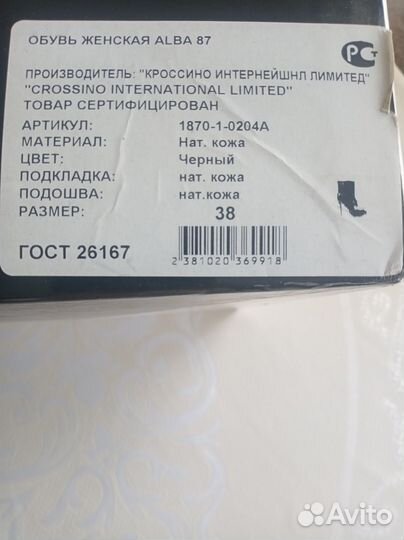 ОБУВЬ ЖЕНСКАЯ ALBA 87
РСТ
ПРОИЗВОДИТЕЛЬ: "КРОССИНО ИНТЕРНЕЙШНЛ ЛИМИТЕД"
"CROSSINO INTERNATIONAL LIMITED"
ТОВАР СЕРТИФИЦИРОВАН
АРТИКУЛ: 1870-1-0204A
МАТЕРИАЛ: Нат. кожа
ЦВЕТ: Черный
ПОДКЛАДКА: нат. кожа
ПОДОШВА: нат.кожа
РАЗМЕР: 38
ГОСТ 26167
2 381020 369918
Avito